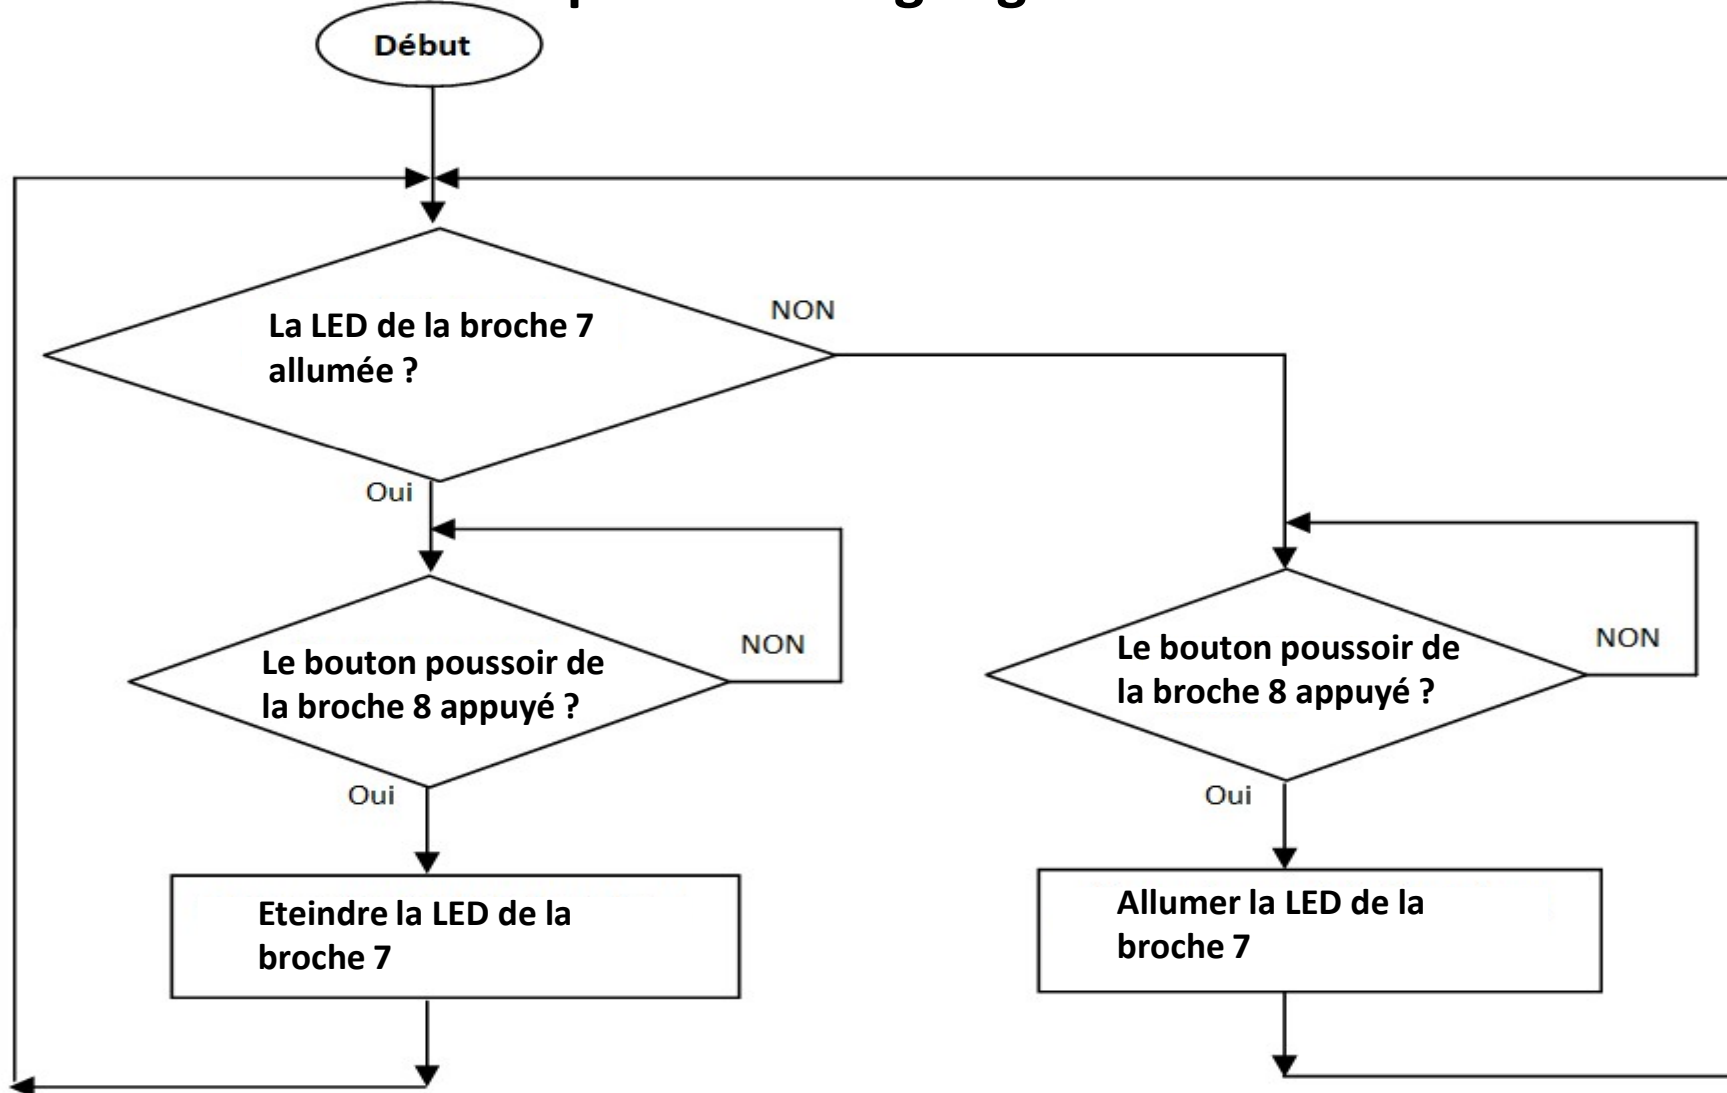 Début
NON
La LED de la broche 7
allumée ?
Oui
NON
Le bouton poussoir de
la broche 8 appuyé ?
Oui
Eteindre la LED de la
broche 7
NON
Le bouton poussoir de
la broche 8 appuyé ?
Oui
Allumer la LED de la
broche 7